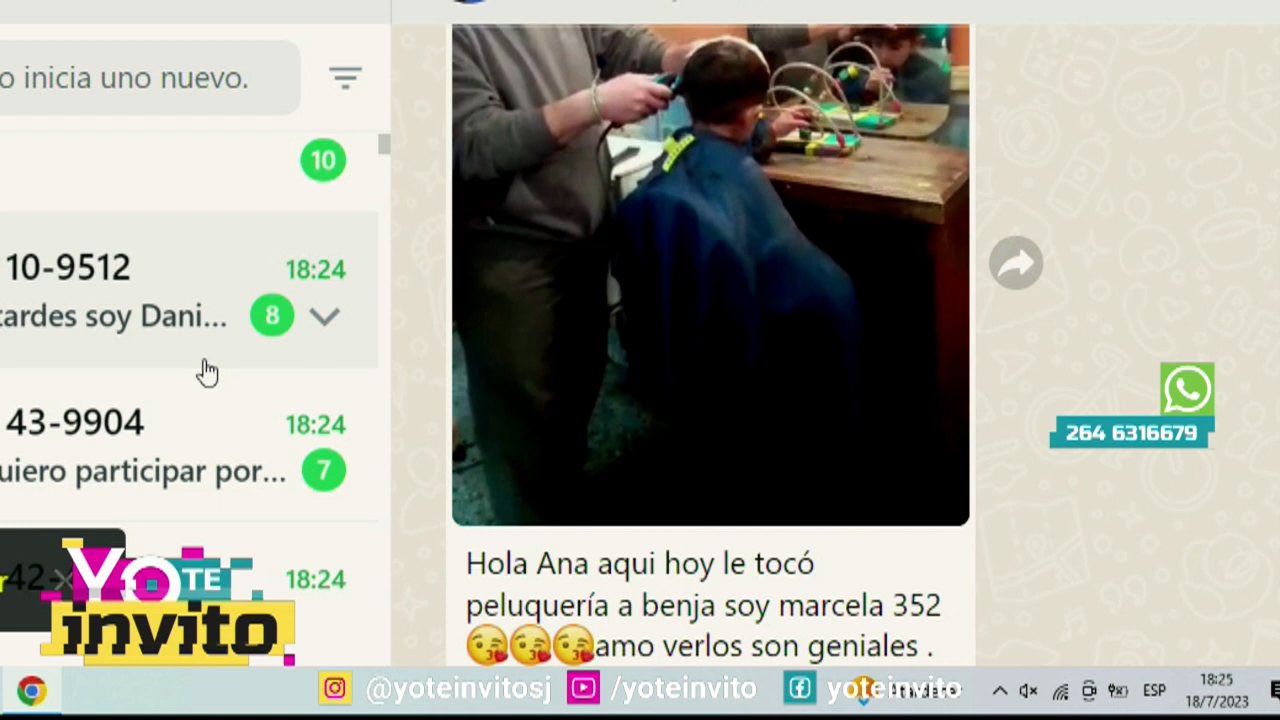 o inicia uno nuevo.
10
10-9512
18:24
tardes soy Dani...
8
43-9904
18:24
uiero participar por...
7
42-
18:24
YO TE
invito
Hola Ana aqui hoy le tocó
peluquería a benja soy marcela 352
😘😘😘amo verlos son geniales .
264 6316679
@yoteinvitosj
/yoteinvito
yoteinvito
ESP
18:25
18/7/2023